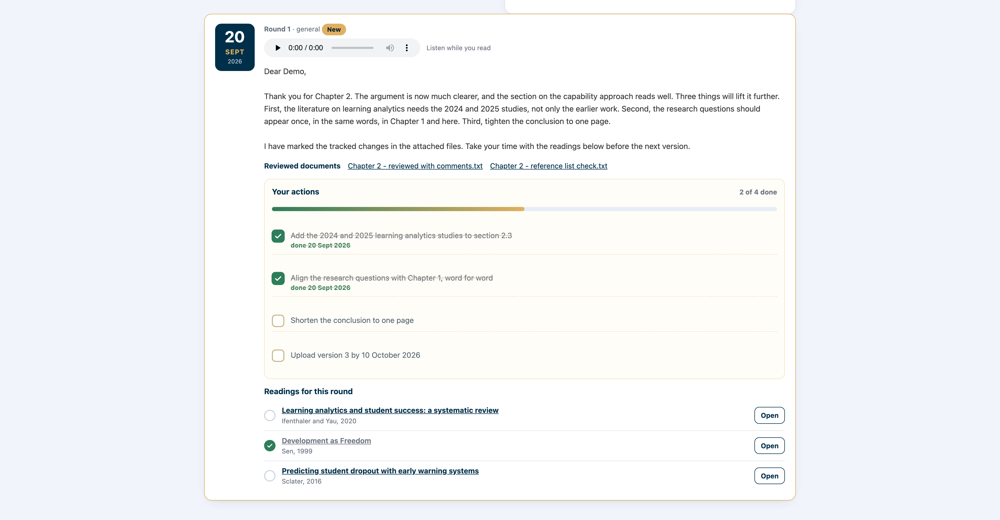 20
SEPT
2026
Round 1 · general New
0:00 / 0:00
Listen while you read
Dear Demo,
Thank you for Chapter 2. The argument is now much clearer, and the section on the capability approach reads well. Three things will lift it further.
First, the literature on learning analytics needs the 2024 and 2025 studies, not only the earlier work. Second, the research questions should
appear once, in the same words, in Chapter 1 and here. Third, tighten the conclusion to one page.
I have marked the tracked changes in the attached files. Take your time with the readings below before the next version.
Reviewed documents Chapter 2 - reviewed with comments.txt Chapter 2 - reference list check.txt
Your actions
2 of 4 done
Add the 2024 and 2025 learning analytics studies to section 2.3
done 20 Sept 2026
Align the research questions with Chapter 1, word for word
done 20 Sept 2026
Shorten the conclusion to one page
Upload version 3 by 10 October 2026
Readings for this round
Learning analytics and student success: a systematic review
Ifenthaler and Yau, 2020
Open
Development as Freedom
Sen, 1999
Open
Predicting student dropout with early warning systems
Sclater, 2016
Open